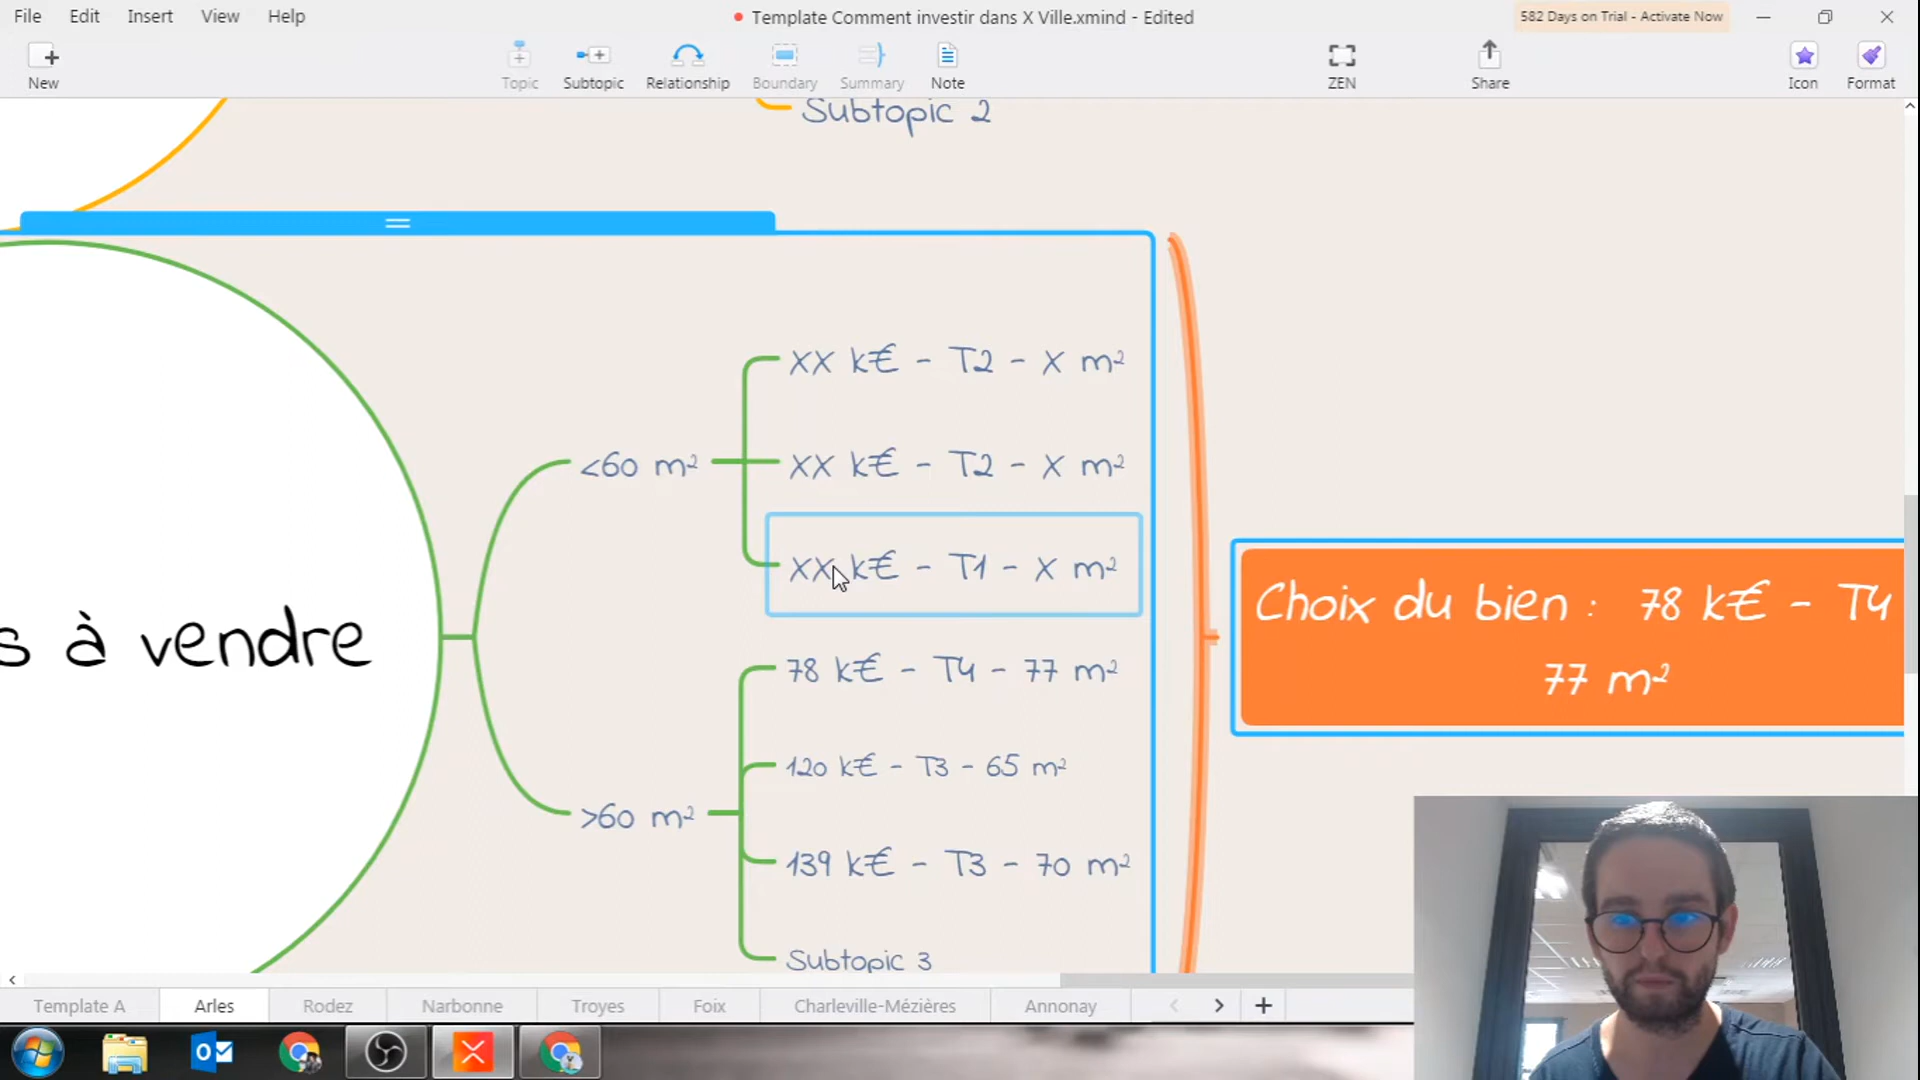 File Edit Insert View Help
Template Comment investir dans X Ville.xmind - Edited
582 Days on Trial - Activate Now
New Topic Subtopic Relationship Boundary Summary Note ZEN Share Icon Format
Subtopic 2
XX k€ - T2 - X m²
<60 m²
XX k€ - T2 - X m²
XX k€ - T1 - X m²
s à vendre
Choix du bien : 78 k€ - T4
77 m²
78 k€ - T4 - 77 m²
120 k€ - T3 - 65 m²
>60 m²
139 k€ - T3 - 70 m²
Subtopic 3
Template A Arles Rodez Narbonne Troyes Foix Charleville-Mézières Annonay